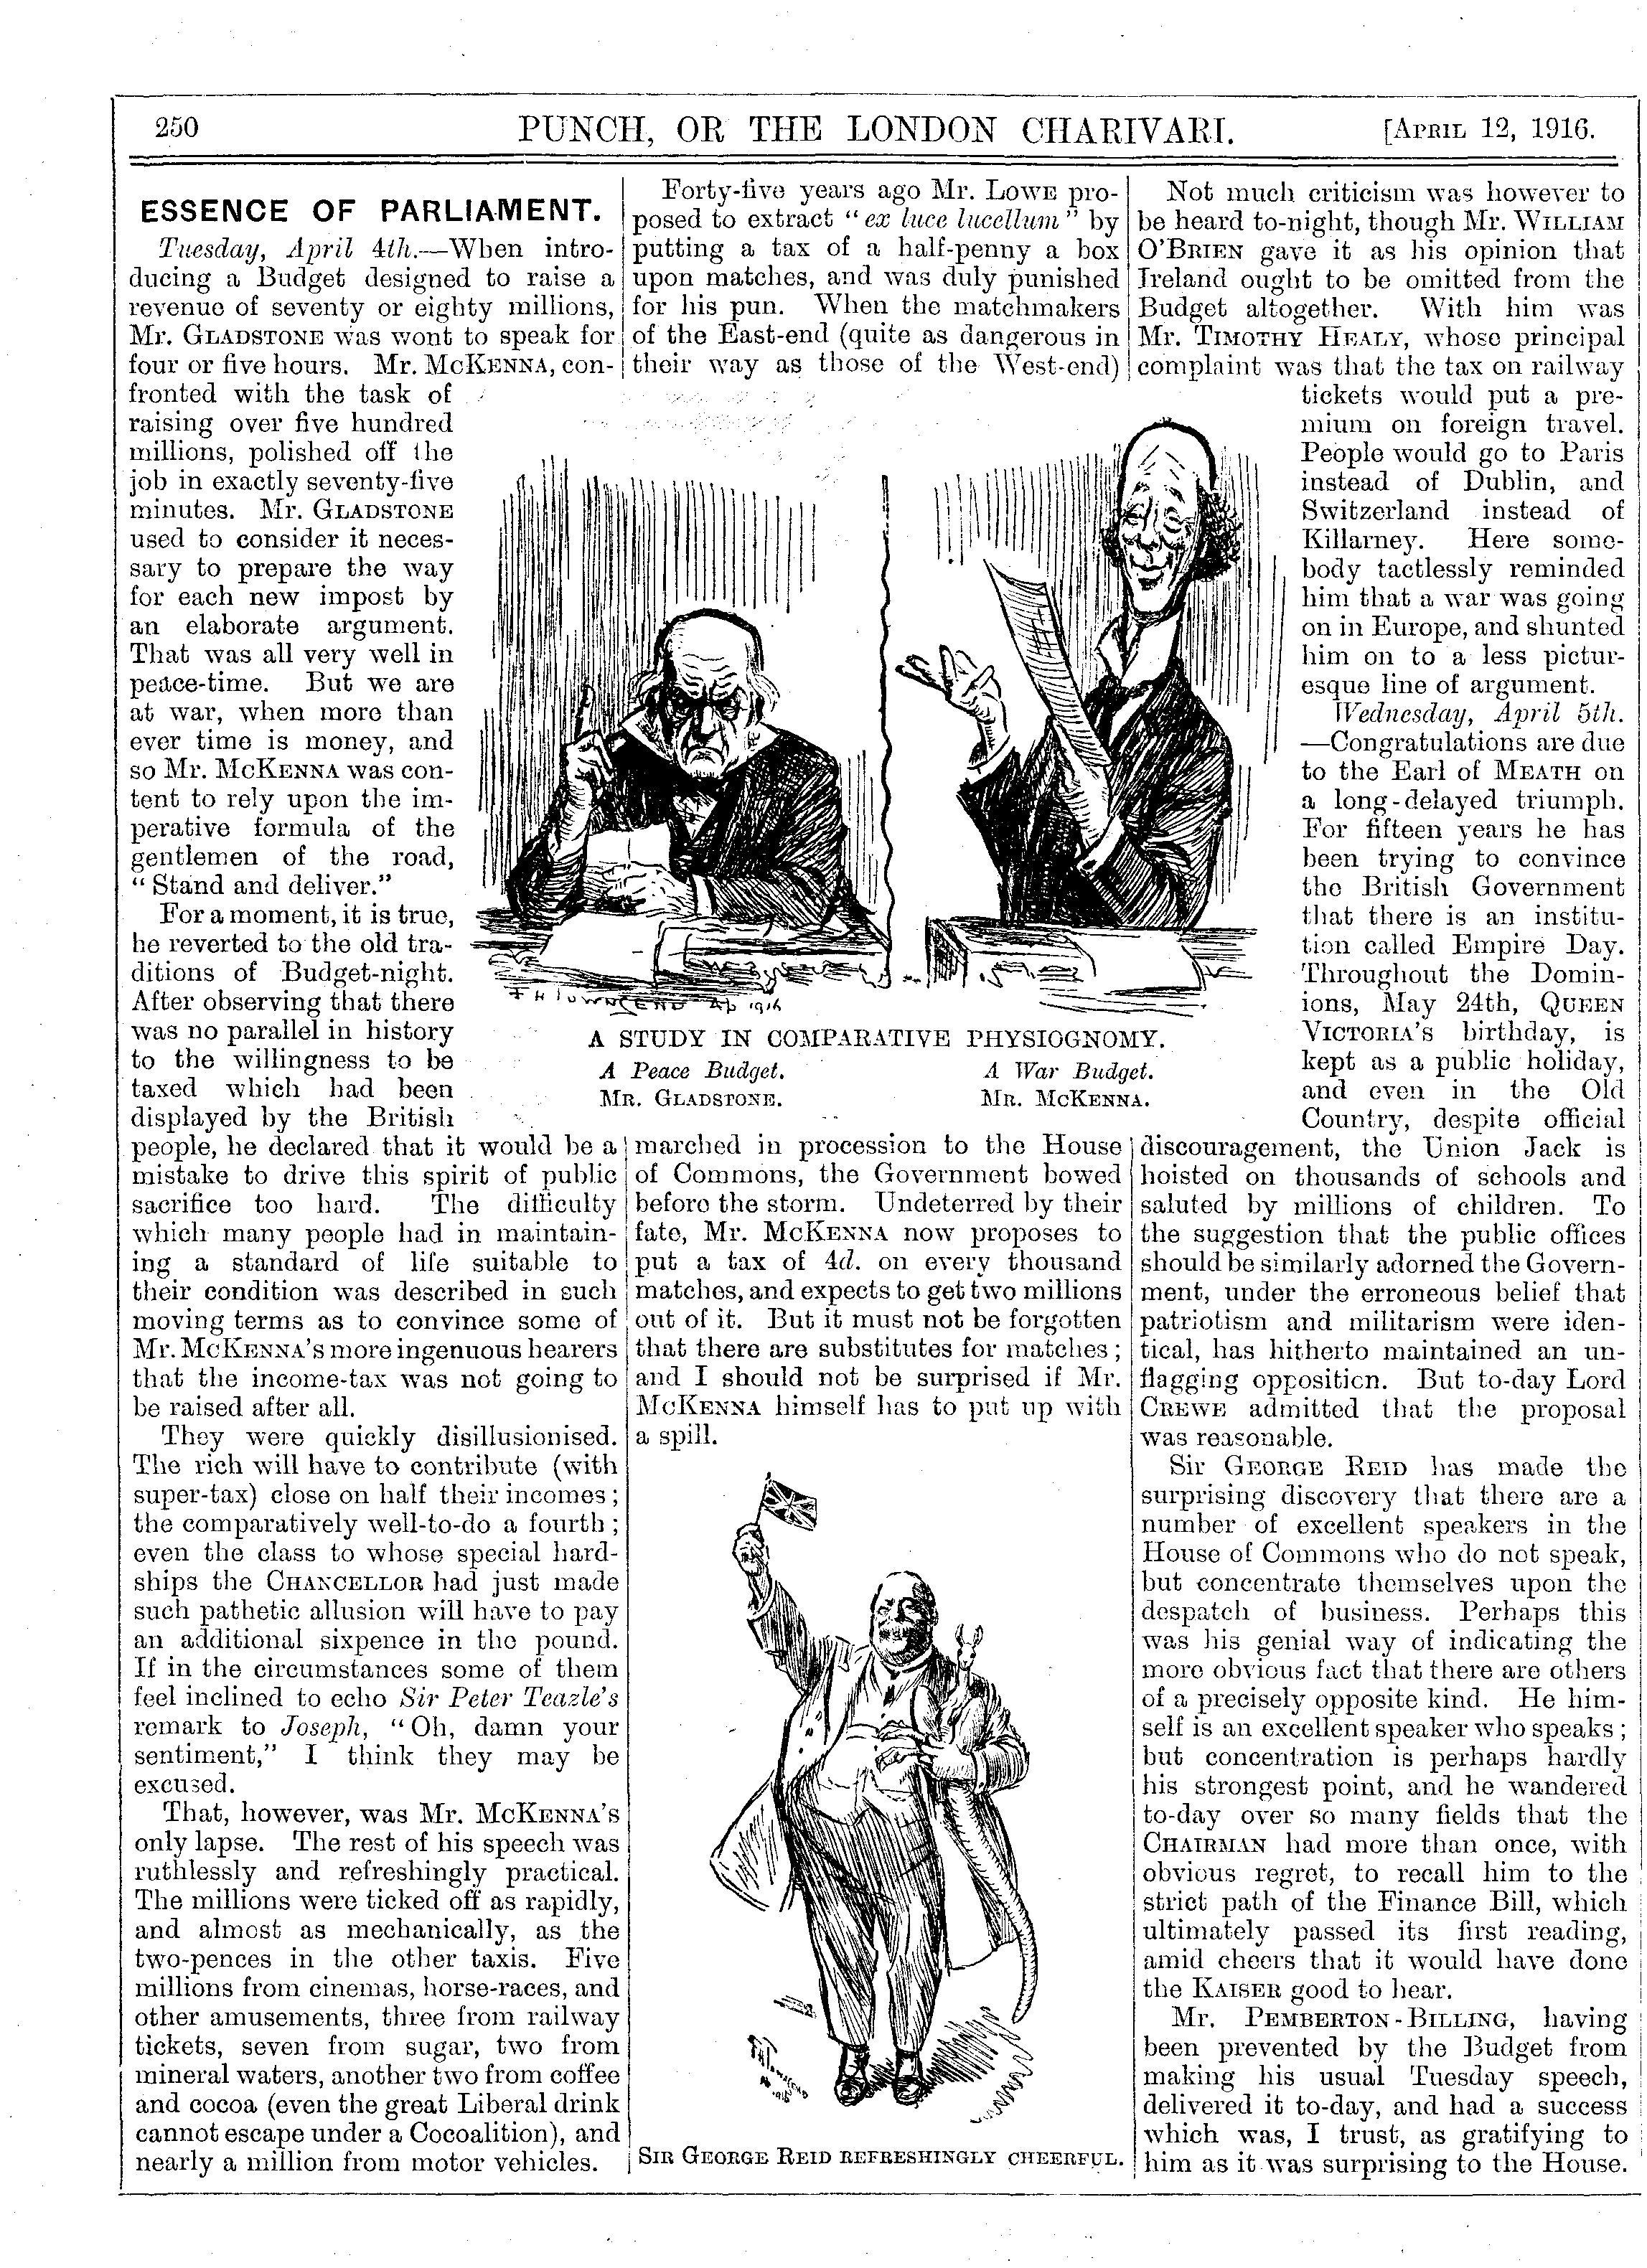 250
PUNCH, OR THE LONDON CHARIVARI.
[APRIL 12, 1916.
ESSENCE OF PARLIAMENT.
Tuesday, April 4th.—When intro-
ducing a Budget designed to raise a
revenue of seventy or eighty millions,
Mr. GLADSTONE was wont to speak for
four or five hours. Mr. MCKENNA, con-
fronted with the task of
raising over five hundred
millions, polished off the
job in exactly seventy-five
minutes. Mr. GLADSTONE
used to consider it neces-
sary to prepare the way
for each new impost by
an elaborate argument.
That was all very well in
peace-time. But we are
at war, when more than
ever time is money, and
so Mr. MCKENNA was con-
tent to rely upon the im-
perative formula of the
gentlemen of the road,
"Stand and deliver."
For a moment, it is true,
he reverted to the old tra-
ditions of Budget-night.
After observing that there
was no parallel in history
to the willingness to be
taxed which had been
displayed by the British
people, he declared that it would be a
mistake to drive this spirit of public
sacrifice too hard. The difficulty
which many people had in maintain-
ing a standard of life suitable to
their condition was described in such
moving terms as to convince some of
Mr. MCKENNA'S more ingenuous hearers
that the income-tax was not going to
be raised after all.
They were quickly disillusionised.
The rich will have to contribute (with
super-tax) close on half their incomes;
the comparatively well-to-do a fourth;
even the class to whose special hard-
ships the CHANCELLOR had just made
such pathetic allusion will have to pay
an additional sixpence in the pound.
If in the circumstances some of them
feel inclined to echo Sir Peter Teazle's
remark to Joseph, "Oh, damn your
sentiment," I think they may be
excused.
That, however, was Mr. MCKENNA'S
only lapse. The rest of his speech was
ruthlessly and refreshingly practical.
The millions were ticked off as rapidly,
and almost as mechanically, as the
two-pences in the other taxis. Five
millions from cinemas, horse-races, and
other amusements, three from railway
tickets, seven from sugar, two from
mineral waters, another two from coffee
and cocoa (even the great Liberal drink
cannot escape under a Cocoalition), and
nearly a million from motor vehicles.
Forty-five years ago Mr. LOWE pro-
posed to extract "ex luce lucellum" by
putting a tax of a half-penny a box
upon matches, and was duly punished
for his pun. When the matchmakers
of the East-end (quite as dangerous in
their way as those of the West-end)
F H TOWNSEND Ap 1916
A STUDY IN COMPARATIVE PHYSIOGNOMY.
A Peace Budget.
MR. GLADSTONE.
A War Budget.
MR. MCKENNA.
marched in procession to the House
of Commons, the Government bowed
before the storm. Undeterred by their
fate, Mr. MCKENNA now proposes to
put a tax of 4d. on every thousand
matches, and expects to get two millions
out of it. But it must not be forgotten
that there are substitutes for matches;
and I should not be surprised if Mr.
MCKENNA himself has to put up with
a spill.
SIR GEORGE REID REFRESHINGLY CHEERFUL.
Not much criticism was however to
be heard to-night, though Mr. WILLIAM
O'BRIEN gave it as his opinion that
Ireland ought to be omitted from the
Budget altogether. With him was
Mr. TIMOTHY HEALY, whose principal
complaint was that the tax on railway
tickets would put a pre-
mium on foreign travel.
People would go to Paris
instead of Dublin, and
Switzerland instead of
Killarney. Here some-
body tactlessly reminded
him that a war was going
on in Europe, and shunted
him on to a less pictur-
esque line of argument.
Wednesday, April 5th.
—Congratulations are due
to the Earl of MEATH on
a long-delayed triumph.
For fifteen years he has
been trying to convince
the British Government
that there is an institu-
tion called Empire Day.
Throughout the Domin-
ions, May 24th, QUEEN
VICTORIA'S birthday, is
kept as a public holiday,
and even in the Old
Country, despite official
discouragement, the Union Jack is
hoisted on thousands of schools and
saluted by millions of children. To
the suggestion that the public offices
should be similarly adorned the Govern-
ment, under the erroneous belief that
patriotism and militarism were iden-
tical, has hitherto maintained an un-
flagging opposition. But to-day Lord
CREWE admitted that the proposal
was reasonable.
Sir GEORGE REID has made the
surprising discovery that there are a
number of excellent speakers in the
House of Commons who do not speak,
but concentrate themselves upon the
despatch of business. Perhaps this
was his genial way of indicating the
more obvious fact that there are others
of a precisely opposite kind. He him-
self is an excellent speaker who speaks;
but concentration is perhaps hardly
his strongest point, and he wandered
to-day over so many fields that the
CHAIRMAN had more than once, with
obvious regret, to recall him to the
strict path of the Finance Bill, which
ultimately passed its first reading,
amid cheers that it would have done
the KAISER good to hear.
Mr. PEMBERTON-BILLING, having
been prevented by the Budget from
making his usual Tuesday speech,
delivered it to-day, and had a success
which was, I trust, as gratifying to
him as it was surprising to the House.